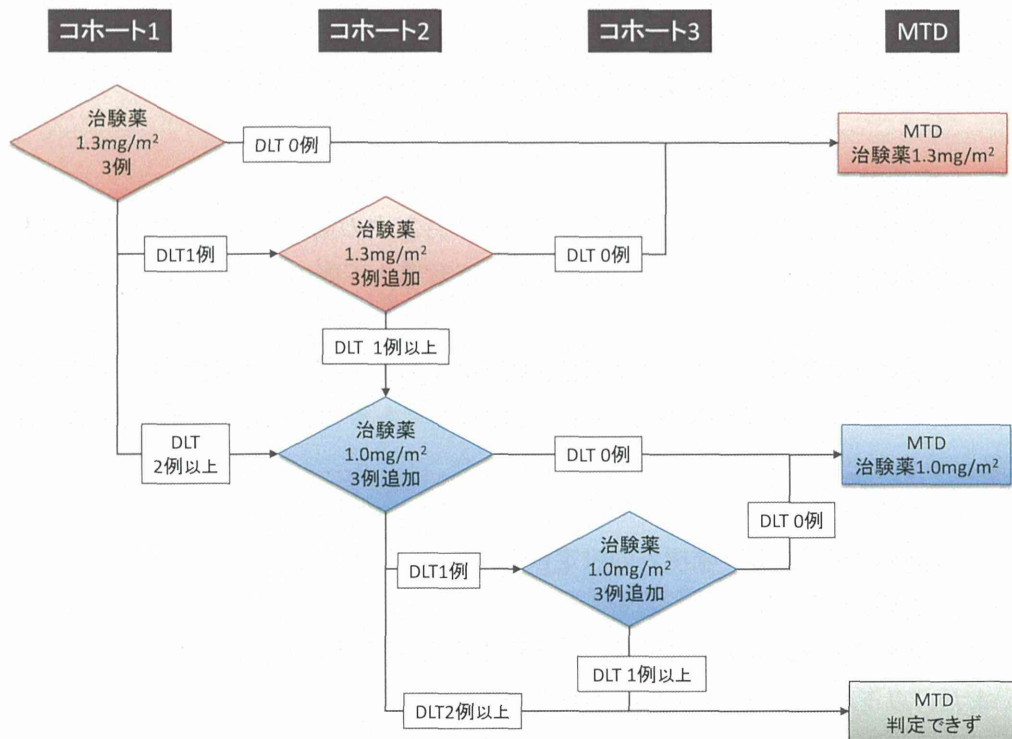 コホート1
コホート2
コホート3
MTD
治験薬
1.3mg/m²
3例
DLT 0例
MTD
治験薬1.3mg/m²
DLT1例
治験薬
1.3mg/m²
3例追加
DLT 0例
DLT 1例以上
DLT
2例以上
治験薬
1.0mg/m²
3例追加
DLT 0例
MTD
治験薬1.0mg/m²
DLT 0例
DLT1例
治験薬
1.0mg/m²
3例追加
DLT 1例以上
DLT2例以上
MTD
判定できず